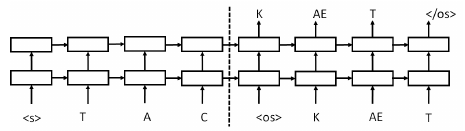 K AE T </os>
<s> T A C <os> K AE T